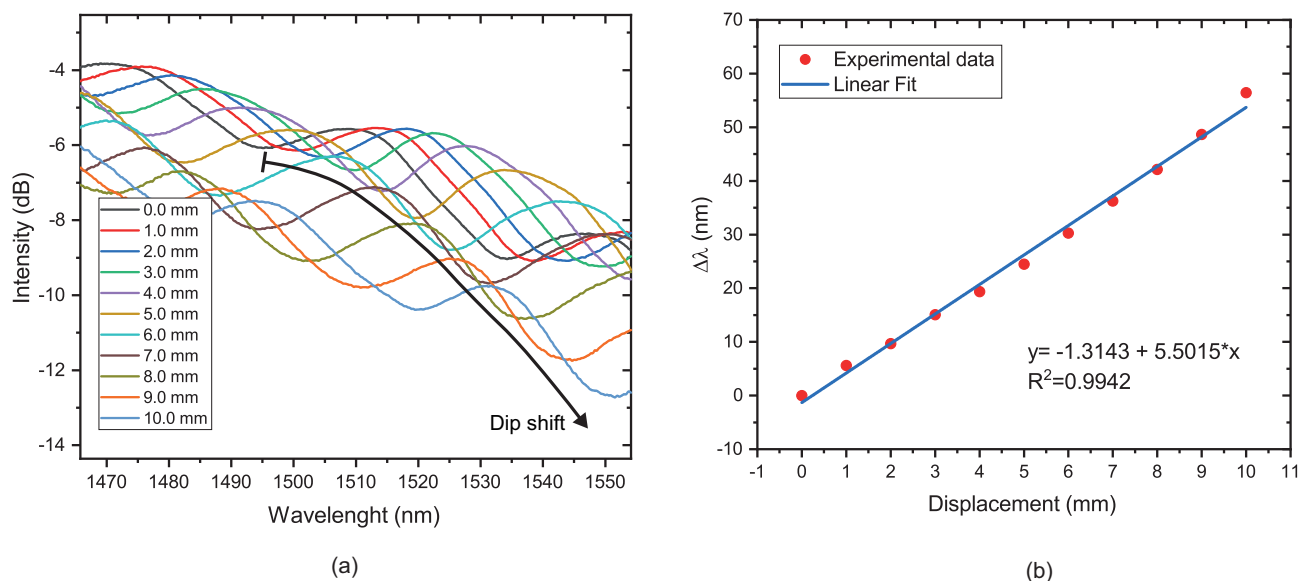 Intensity (dB)
-4
-6
-8
-10
-12
-14
0.0 mm
1.0 mm
2.0 mm
3.0 mm
4.0 mm
5.0 mm
6.0 mm
7.0 mm
8.0 mm
9.0 mm
10.0 mm
Dip shift
1470 1480 1490 1500 1510 1520 1530 1540 1550
Wavelenght (nm)
(a)
Δλ (nm)
70
60
50
40
30
20
10
0
-10
Experimental data
Linear Fit
y= -1.3143 + 5.5015*x
R²=0.9942
-1 0 1 2 3 4 5 6 7 8 9 10 11
Displacement (mm)
(b)